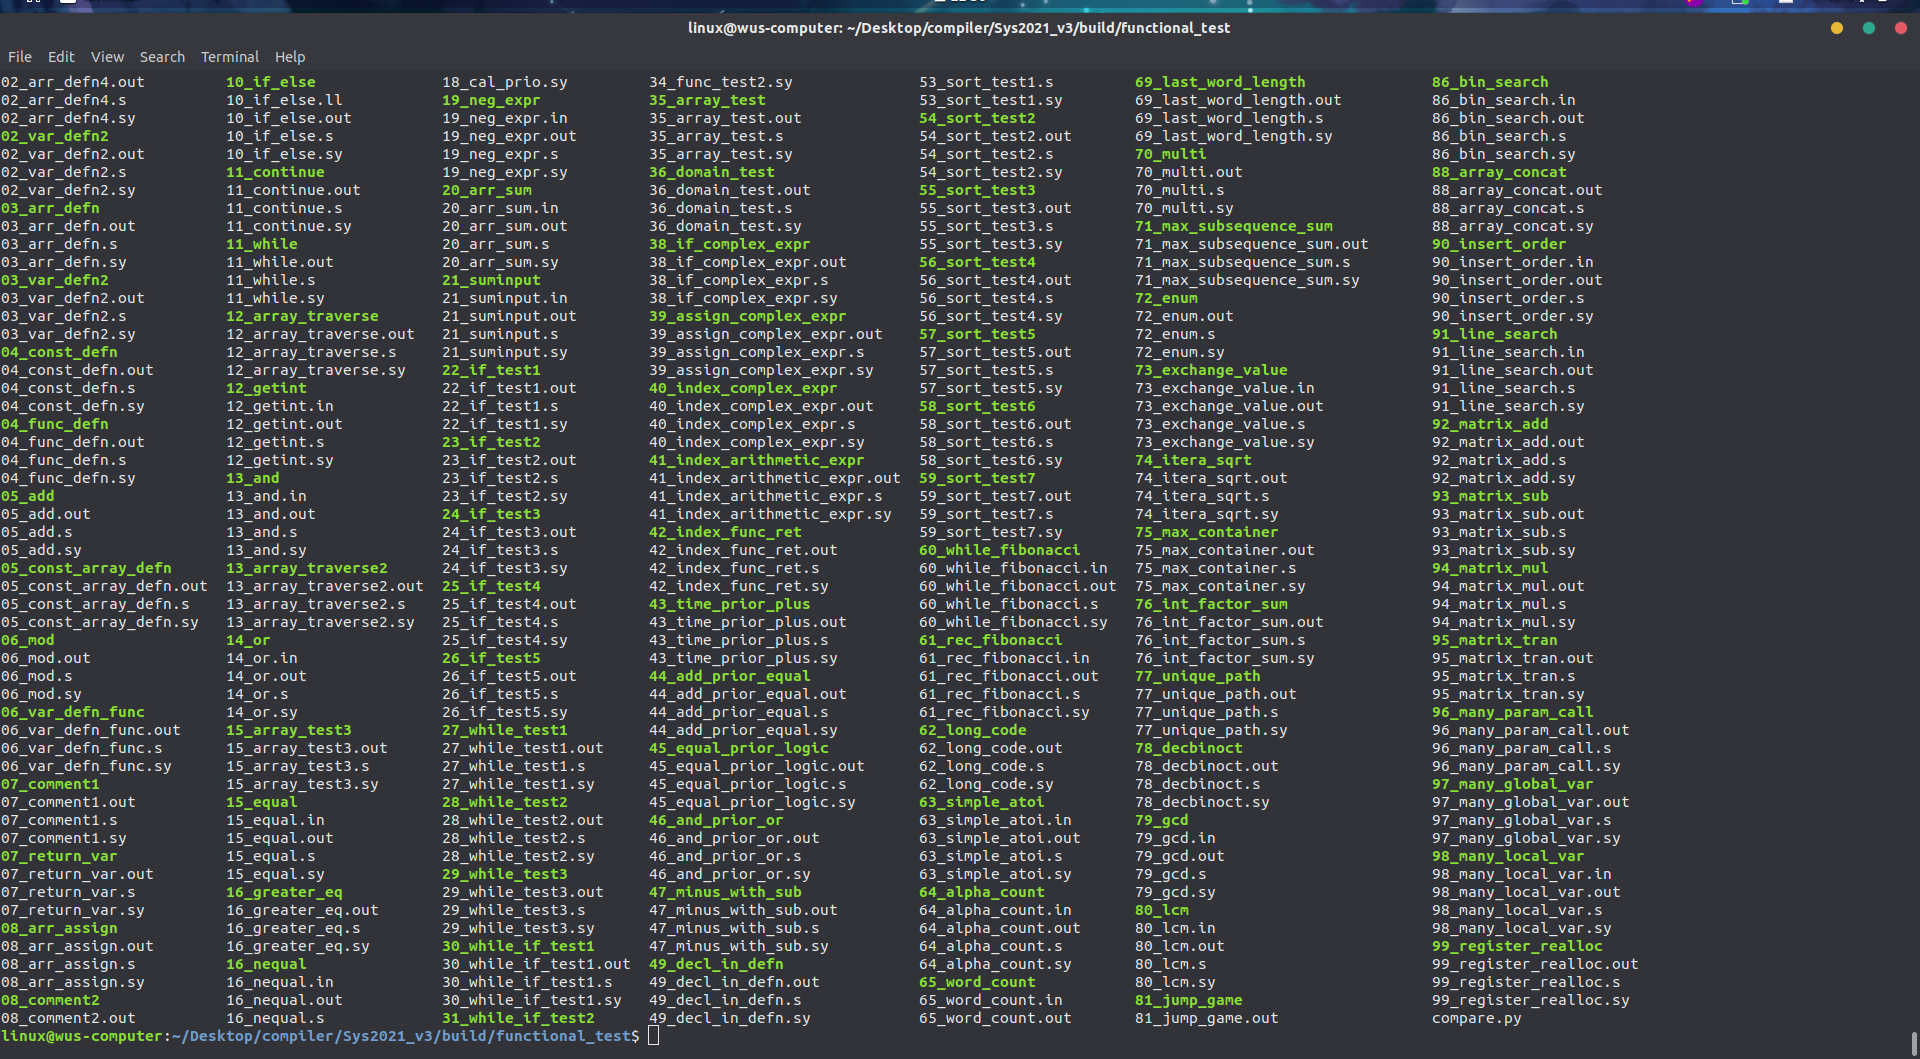 linux@wus-computer: ~/Desktop/compiler/Sys2021_v3/build/functional_test
File Edit View Search Terminal Help
02_arr_defn4.out 10_if_else 18_cal_prio.sy 34_func_test2.sy 53_sort_test1.s 69_last_word_length 86_bin_search
02_arr_defn4.s 10_if_else.ll 19_neg_expr 35_array_test 53_sort_test1.sy 69_last_word_length.out 86_bin_search.in
02_arr_defn4.sy 10_if_else.out 19_neg_expr.in 35_array_test.out 54_sort_test2 69_last_word_length.s 86_bin_search.out
02_var_defn2 10_if_else.s 19_neg_expr.out 35_array_test.s 54_sort_test2.out 69_last_word_length.sy 86_bin_search.s
02_var_defn2.out 10_if_else.sy 19_neg_expr.s 35_array_test.sy 54_sort_test2.s 70_multi 86_bin_search.sy
02_var_defn2.s 11_continue 19_neg_expr.sy 36_domain_test 54_sort_test2.sy 70_multi.out 88_array_concat
02_var_defn2.sy 11_continue.out 20_arr_sum 36_domain_test.out 55_sort_test3 70_multi.s 88_array_concat.out
03_arr_defn 11_continue.s 20_arr_sum.in 36_domain_test.s 55_sort_test3.out 70_multi.sy 88_array_concat.s
03_arr_defn.out 11_continue.sy 20_arr_sum.out 36_domain_test.sy 55_sort_test3.s 71_max_subsequence_sum 88_array_concat.sy
03_arr_defn.s 11_while 20_arr_sum.s 38_if_complex_expr 55_sort_test3.sy 71_max_subsequence_sum.out 90_insert_order
03_arr_defn.sy 11_while.out 20_arr_sum.sy 38_if_complex_expr.out 56_sort_test4 71_max_subsequence_sum.s 90_insert_order.in
03_var_defn2 11_while.s 21_suminput 38_if_complex_expr.s 56_sort_test4.out 71_max_subsequence_sum.sy 90_insert_order.out
03_var_defn2.out 11_while.sy 21_suminput.in 38_if_complex_expr.sy 56_sort_test4.s 72_enum 90_insert_order.s
03_var_defn2.s 12_array_traverse 21_suminput.out 39_assign_complex_expr 56_sort_test4.sy 72_enum.out 90_insert_order.sy
03_var_defn2.sy 12_array_traverse.out 21_suminput.s 39_assign_complex_expr.out 57_sort_test5 72_enum.s 91_line_search
04_const_defn 12_array_traverse.s 21_suminput.sy 39_assign_complex_expr.s 57_sort_test5.out 72_enum.sy 91_line_search.in
04_const_defn.out 12_array_traverse.sy 22_if_test1 39_assign_complex_expr.sy 57_sort_test5.s 73_exchange_value 91_line_search.out
04_const_defn.s 12_getint 22_if_test1.out 40_index_complex_expr 57_sort_test5.sy 73_exchange_value.in 91_line_search.s
04_const_defn.sy 12_getint.in 22_if_test1.s 40_index_complex_expr.out 58_sort_test6 73_exchange_value.out 91_line_search.sy
04_func_defn 12_getint.out 22_if_test1.sy 40_index_complex_expr.s 58_sort_test6.out 73_exchange_value.s 92_matrix_add
04_func_defn.out 12_getint.s 23_if_test2 40_index_complex_expr.sy 58_sort_test6.s 73_exchange_value.sy 92_matrix_add.out
04_func_defn.s 12_getint.sy 23_if_test2.out 41_index_arithmetic_expr 58_sort_test6.sy 74_itera_sqrt 92_matrix_add.s
04_func_defn.sy 13_and 23_if_test2.s 41_index_arithmetic_expr.out 59_sort_test7 74_itera_sqrt.out 92_matrix_add.sy
05_add 13_and.in 23_if_test2.sy 41_index_arithmetic_expr.s 59_sort_test7.out 74_itera_sqrt.s 93_matrix_sub
05_add.out 13_and.out 24_if_test3 41_index_arithmetic_expr.sy 59_sort_test7.s 74_itera_sqrt.sy 93_matrix_sub.out
05_add.s 13_and.s 24_if_test3.out 42_index_func_ret 59_sort_test7.sy 75_max_container 93_matrix_sub.s
05_add.sy 13_and.sy 24_if_test3.s 42_index_func_ret.out 60_while_fibonacci 75_max_container.out 93_matrix_sub.sy
05_const_array_defn 13_array_traverse2 24_if_test3.sy 42_index_func_ret.s 60_while_fibonacci.in 75_max_container.s 94_matrix_mul
05_const_array_defn.out 13_array_traverse2.out 25_if_test4 42_index_func_ret.sy 60_while_fibonacci.out 75_max_container.sy 94_matrix_mul.out
05_const_array_defn.s 13_array_traverse2.s 25_if_test4.out 43_time_prior_plus 60_while_fibonacci.s 76_int_factor_sum 94_matrix_mul.s
05_const_array_defn.sy 13_array_traverse2.sy 25_if_test4.s 43_time_prior_plus.out 60_while_fibonacci.sy 76_int_factor_sum.out 94_matrix_mul.sy
06_mod 14_or 25_if_test4.sy 43_time_prior_plus.s 61_rec_fibonacci 76_int_factor_sum.s 95_matrix_tran
06_mod.out 14_or.in 26_if_test5 43_time_prior_plus.sy 61_rec_fibonacci.in 76_int_factor_sum.sy 95_matrix_tran.out
06_mod.s 14_or.out 26_if_test5.out 44_add_prior_equal 61_rec_fibonacci.out 77_unique_path 95_matrix_tran.s
06_mod.sy 14_or.s 26_if_test5.s 44_add_prior_equal.out 61_rec_fibonacci.s 77_unique_path.out 95_matrix_tran.sy
06_var_defn_func 14_or.sy 26_if_test5.sy 44_add_prior_equal.s 61_rec_fibonacci.sy 77_unique_path.s 96_many_param_call
06_var_defn_func.out 15_array_test3 27_while_test1 44_add_prior_equal.sy 62_long_code 77_unique_path.sy 96_many_param_call.out
06_var_defn_func.s 15_array_test3.out 27_while_test1.out 45_equal_prior_logic 62_long_code.out 78_decbinoct 96_many_param_call.s
06_var_defn_func.sy 15_array_test3.s 27_while_test1.s 45_equal_prior_logic.out 62_long_code.s 78_decbinoct.out 96_many_param_call.sy
07_comment1 15_array_test3.sy 27_while_test1.sy 45_equal_prior_logic.s 62_long_code.sy 78_decbinoct.s 97_many_global_var
07_comment1.out 15_equal 28_while_test2 45_equal_prior_logic.sy 63_simple_atoi 78_decbinoct.sy 97_many_global_var.out
07_comment1.s 15_equal.in 28_while_test2.out 46_and_prior_or 63_simple_atoi.in 79_gcd 97_many_global_var.s
07_comment1.sy 15_equal.out 28_while_test2.s 46_and_prior_or.out 63_simple_atoi.out 79_gcd.in 97_many_global_var.sy
07_return_var 15_equal.s 28_while_test2.sy 46_and_prior_or.s 63_simple_atoi.s 79_gcd.out 98_many_local_var
07_return_var.out 15_equal.sy 29_while_test3 46_and_prior_or.sy 63_simple_atoi.sy 79_gcd.s 98_many_local_var.in
07_return_var.s 16_greater_eq 29_while_test3.out 47_minus_with_sub 64_alpha_count 79_gcd.sy 98_many_local_var.out
07_return_var.sy 16_greater_eq.out 29_while_test3.s 47_minus_with_sub.out 64_alpha_count.in 80_lcm 98_many_local_var.s
08_arr_assign 16_greater_eq.s 29_while_test3.sy 47_minus_with_sub.s 64_alpha_count.out 80_lcm.in 98_many_local_var.sy
08_arr_assign.out 16_greater_eq.sy 30_while_if_test1 47_minus_with_sub.sy 64_alpha_count.s 80_lcm.out 99_register_realloc
08_arr_assign.s 16_nequal 30_while_if_test1.out 49_decl_in_defn 64_alpha_count.sy 80_lcm.s 99_register_realloc.out
08_arr_assign.sy 16_nequal.in 30_while_if_test1.s 49_decl_in_defn.out 65_word_count 80_lcm.sy 99_register_realloc.s
08_comment2 16_nequal.out 30_while_if_test1.sy 49_decl_in_defn.s 65_word_count.in 81_jump_game 99_register_realloc.sy
08_comment2.out 16_nequal.s 31_while_if_test2 49_decl_in_defn.sy 65_word_count.out 81_jump_game.out compare.py
linux@wus-computer:~/Desktop/compiler/Sys2021_v3/build/functional_test$